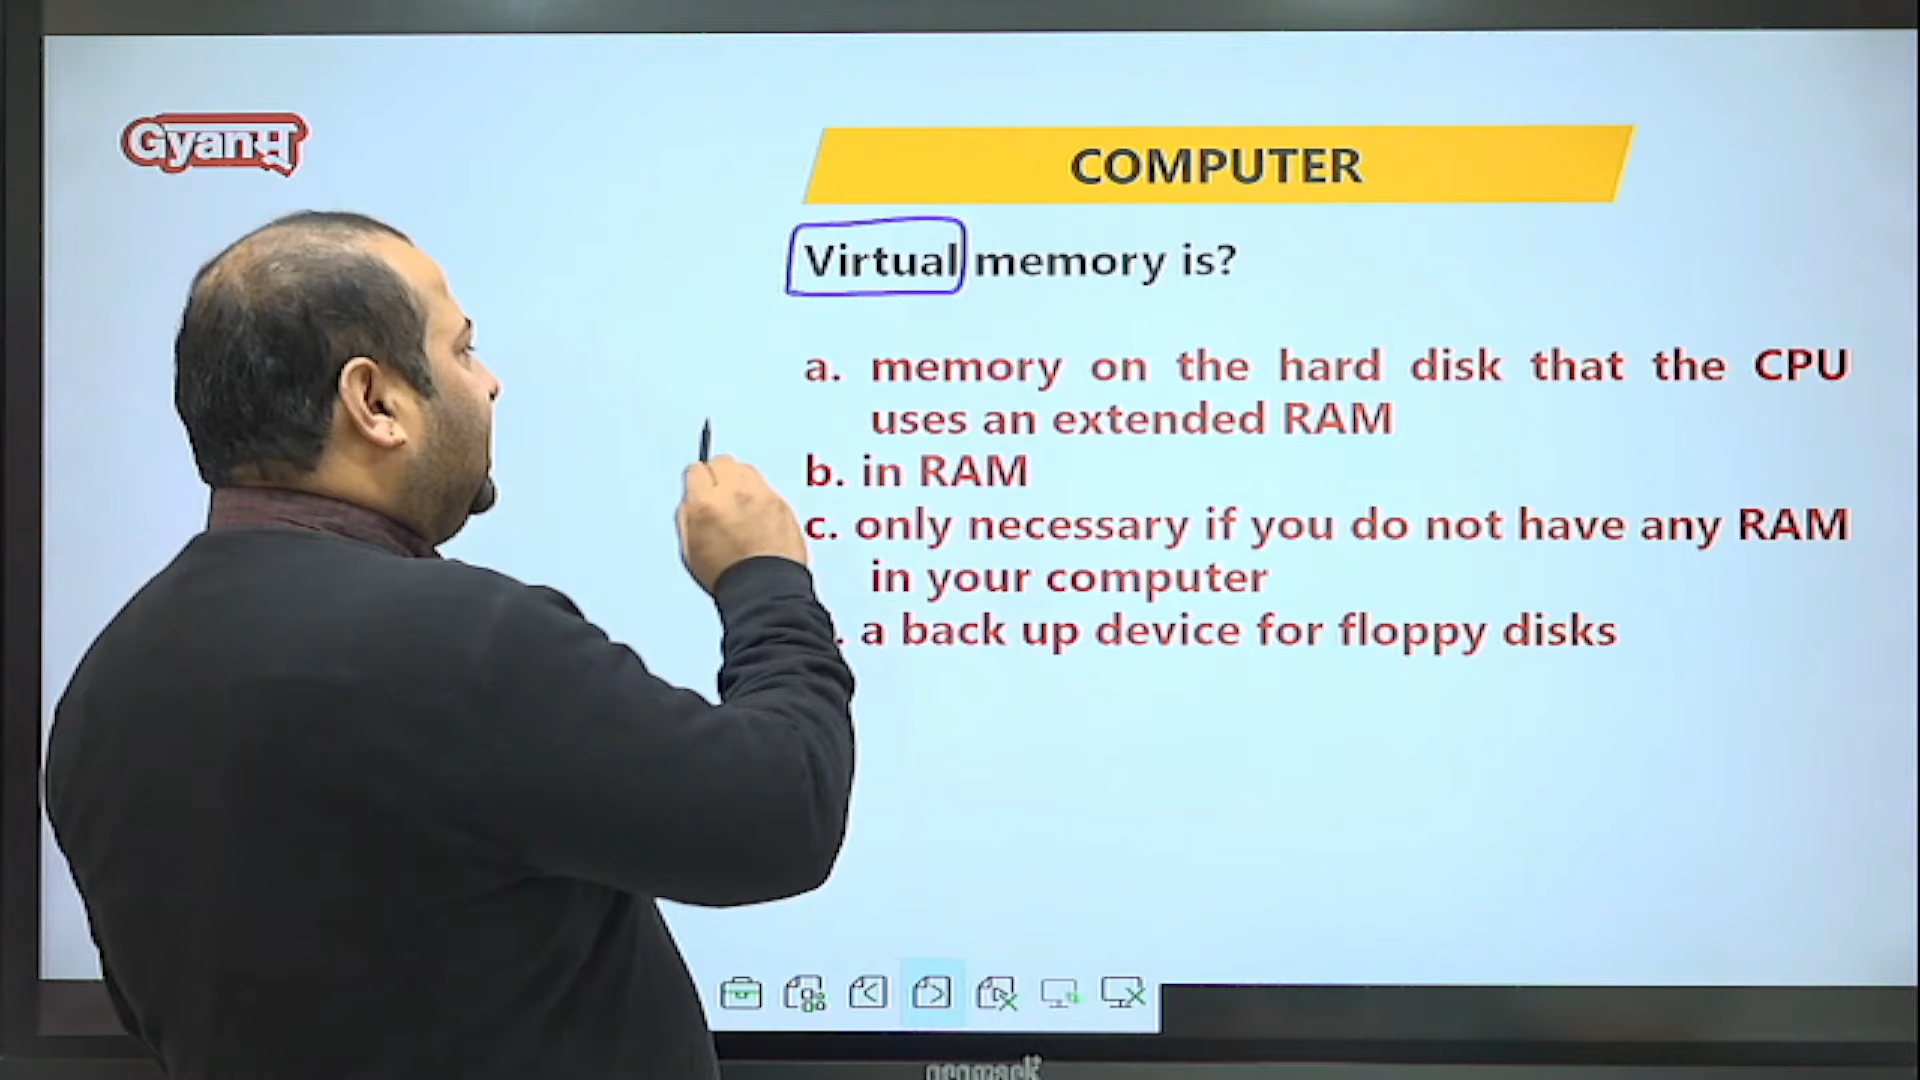 Gyanम्
COMPUTER
Virtual memory is?
a. memory on the hard disk that the CPU
uses an extended RAM
b. in RAM
c. only necessary if you do not have any RAM
in your computer
. a back up device for floppy disks